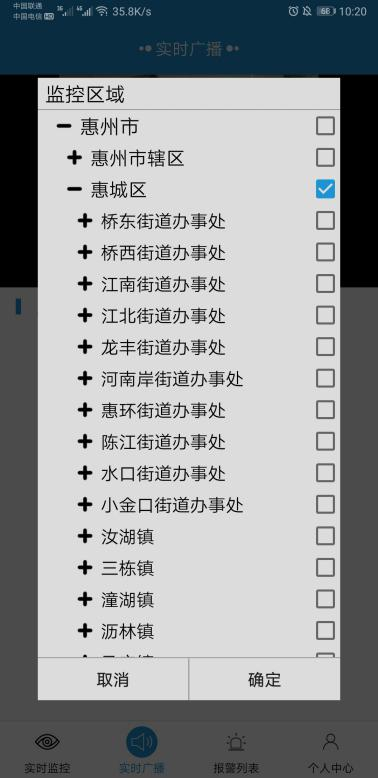 中国联通
中国电信 HD
3G 4G 35.8K/s 68 10:20
实时广播
监控区域
惠州市
惠州市辖区
惠城区
桥东街道办事处
桥西街道办事处
江南街道办事处
江北街道办事处
龙丰街道办事处
河南岸街道办事处
惠环街道办事处
陈江街道办事处
水口街道办事处
小金口街道办事处
汝湖镇
三栋镇
潼湖镇
沥林镇
取消 确定
实时监控 实时广播 报警列表 个人中心